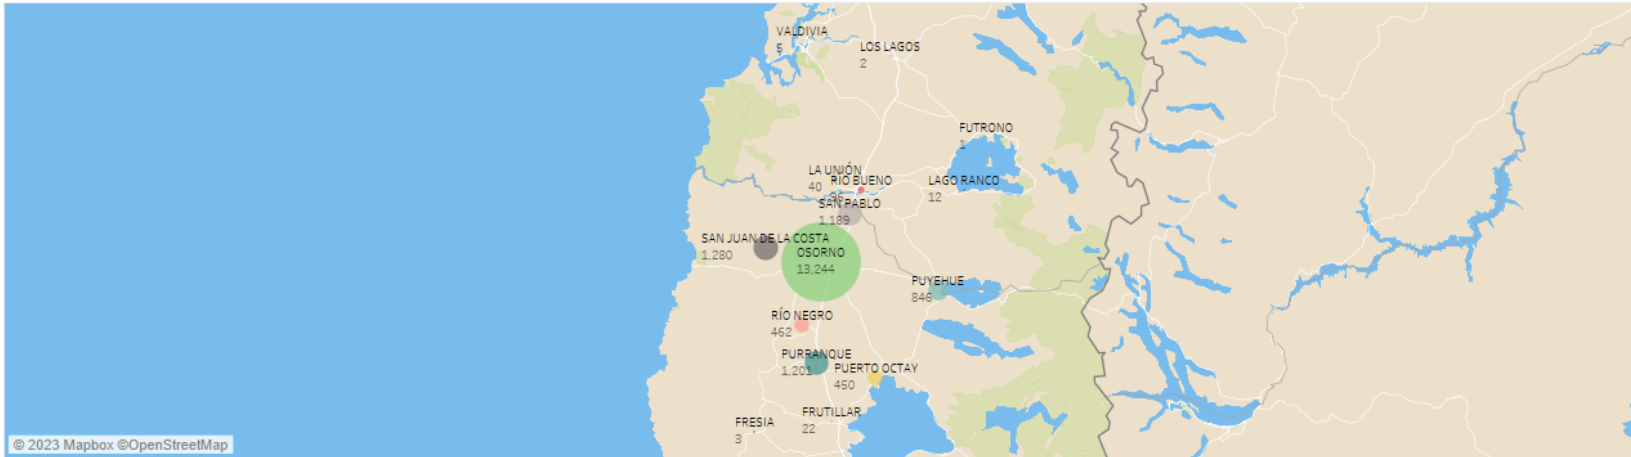 VALDIVIA
5
LOS LAGOS
2
FUTRONO
1
LA UNIÓN
40
RIO BUENO
96
LAGO RANCO
12
SAN PABLO
1,189
SAN JUAN DE LA COSTA
1,280
OSORNO
13,244
PUYEHUE
846
RÍO NEGRO
462
PURRANQUE
1,201
PUERTO OCTAY
450
FRUTILLAR
22
FRESIA
3
© 2023 Mapbox ©OpenStreetMap